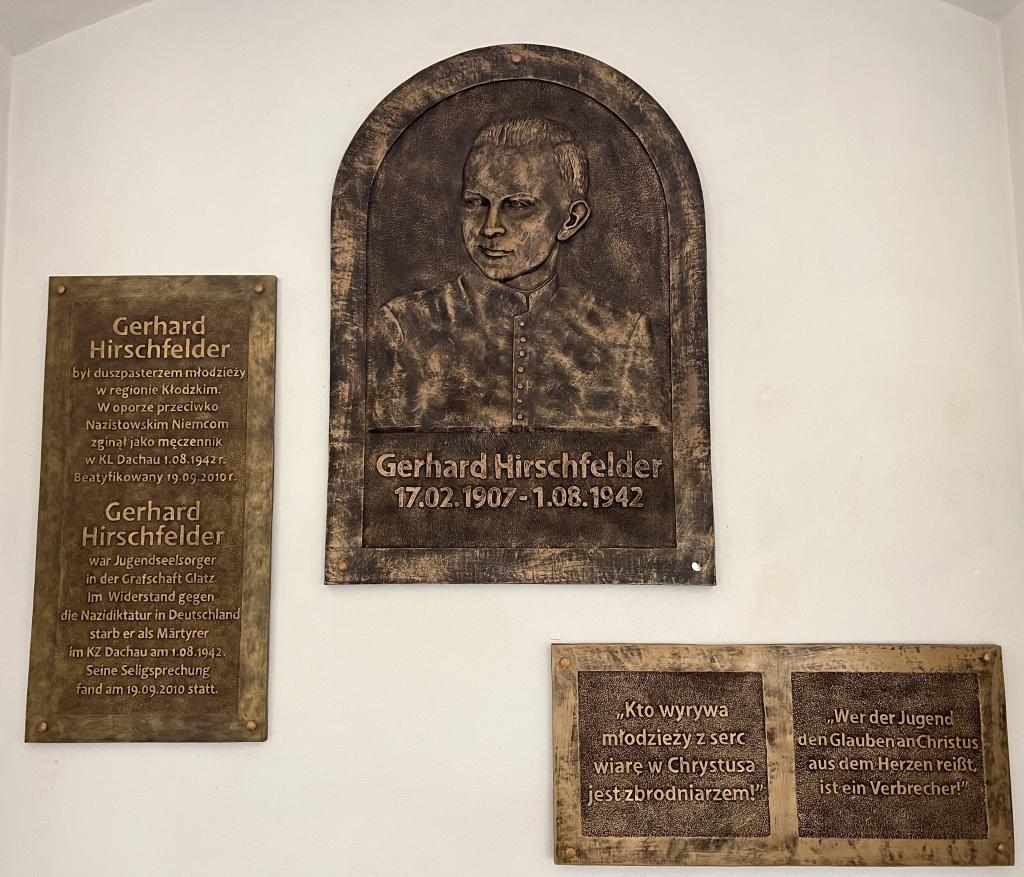 Gerhard
Hirschfelder
był duszpasterzem młodzieży
w regionie Kłodzkim.
W oporze przeciwko
Nazistowskim Niemcom
zginął jako męczennik
w KL Dachau 1.08.1942 r.
Beatyfikowany 19.09.2010 r.
Gerhard
Hirschfelder
war Jugendseelsorger
in der Grafschaft Glatz.
Im Widerstand gegen
die Nazidiktatur in Deutschland
starb er als Märtyrer
im KZ Dachau am 1.08.1942.
Seine Seligsprechung
fand am 19.09.2010 statt.
Gerhard Hirschfelder
17.02.1907 - 1.08.1942
„Kto wyrywa
młodzieży z serc
wiarę w Chrystusa
jest zbrodniarzem!”
„Wer der Jugend
den Glauben an Christus
aus dem Herzen reißt,
ist ein Verbrecher!”